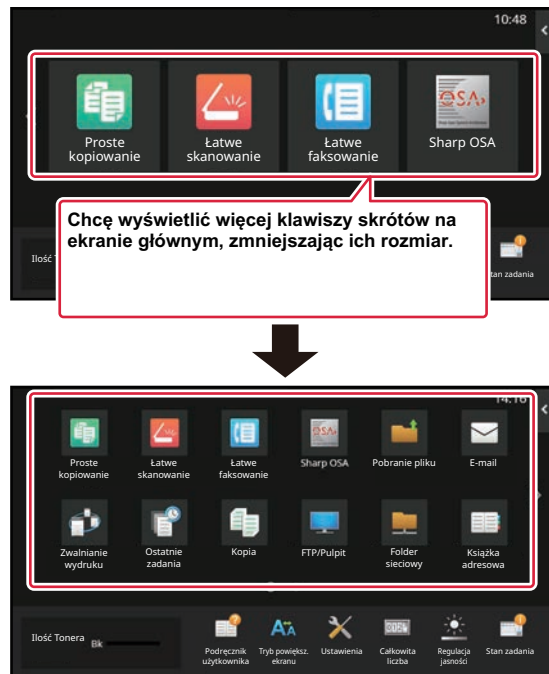 10:48
Proste
kopiowanie
Łatwe
skanowanie
Łatwe
faksowanie
Sharp OSA
Chcę wyświetlić więcej klawiszy skrótów na
ekranie głównym, zmniejszając ich rozmiar.
Ilość
tan zadania
14:16
Proste
kopiowanie
Łatwe
skanowanie
Łatwe
faksowanie
Sharp OSA
Pobranie pliku
E-mail
Zwalnianie
wydruku
Ostatnie
zadania
Kopia
FTP/Pulpit
Folder
sieciowy
Książka
adresowa
Ilość Tonera
Bk
Podręcznik
użytkownika
Tryb powiększ.
ekranu
Ustawienia
Całkowita
liczba
Regulacja
jasności
Stan zadania